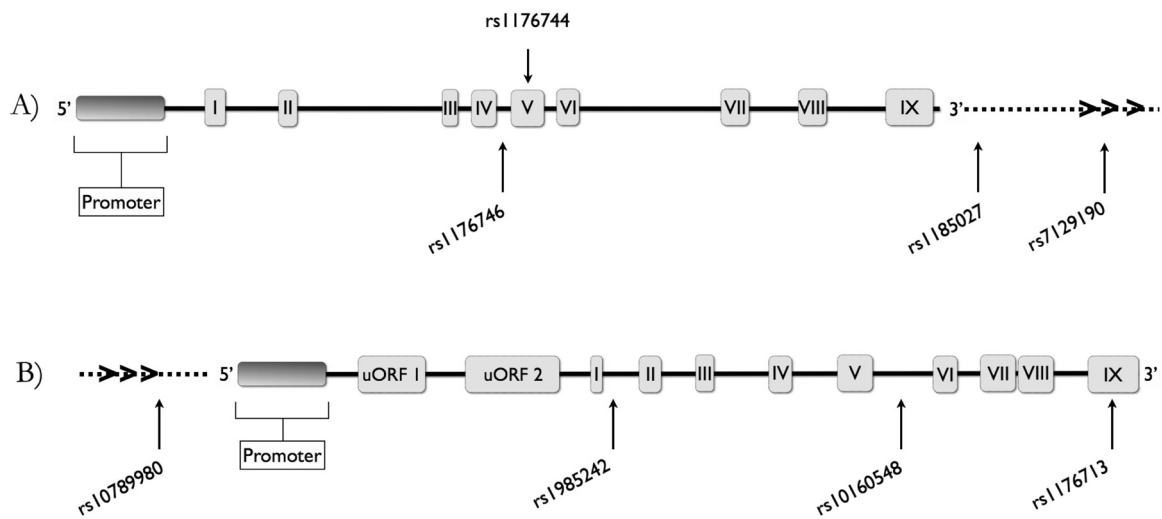 rs1176744
A) 5' I II III IV V VI VII VIII IX 3'
Promoter
rs1176746
rs1185027
rs7129190
B) 5' uORF 1 uORF 2 I II III IV V VI VII VIII IX 3'
Promoter
rs10789980
rs1985242
rs10160548
rs1176713